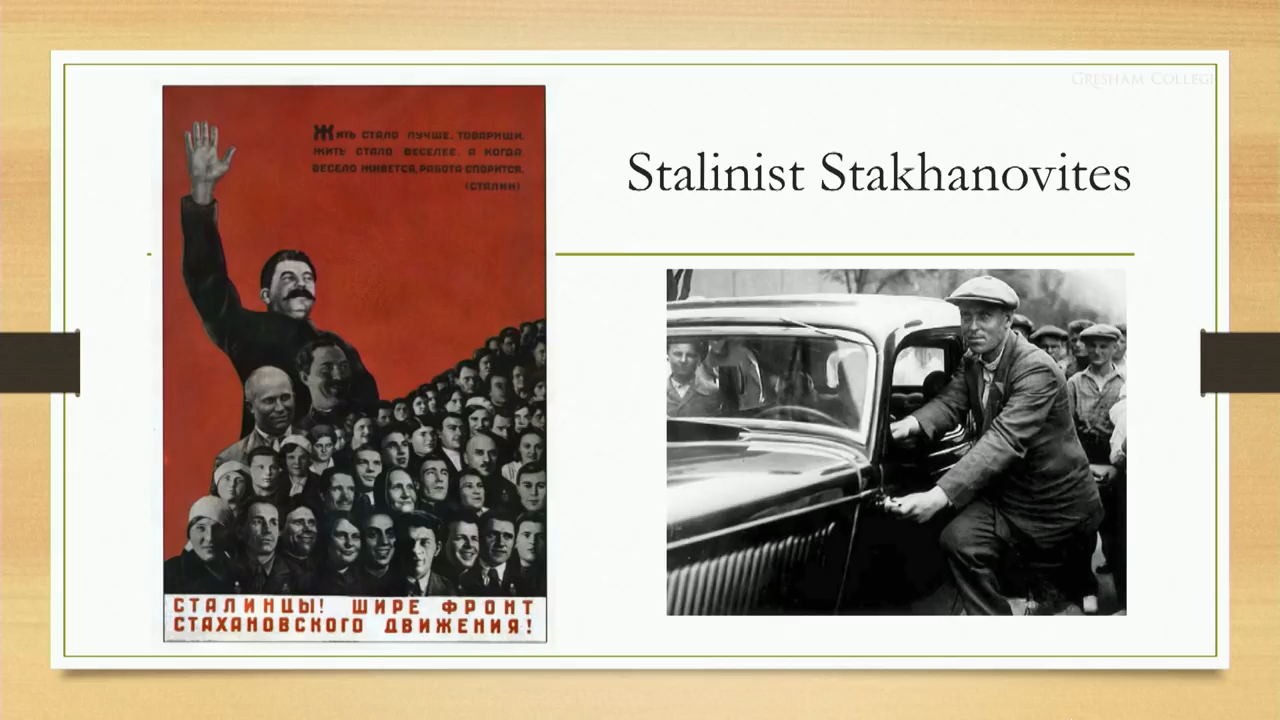 GRESHAM COLLEGE
Жить стало лучше, товарищи.
жить стало веселее. а когда
весело живется, работа спорится.
(Сталин)
Stalinist Stakhanovites
СТАЛИНЦЫ! ШИРЕ ФРОНТ
СТАХАНОВСКОГО ДВИЖЕНИЯ!